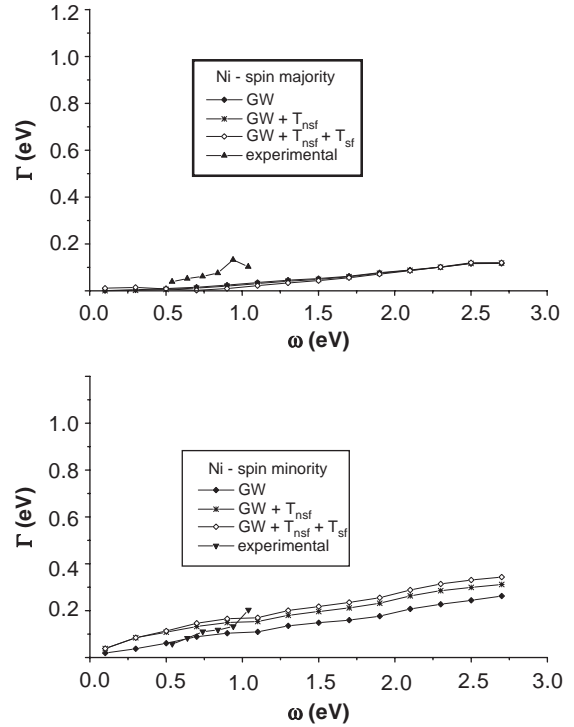 1.2
1.0
0.8
0.6
0.4
0.2
Γ (eV)
Ni - spin majority
GW
GW + Tnsf
GW + Tnsf + Tsf
experimental
0.0 0.5 1.0 1.5 2.0 2.5 3.0
ω (eV)
1.0
0.8
0.6
0.4
0.2
Γ (eV)
Ni - spin minority
GW
GW + Tnsf
GW + Tnsf + Tsf
experimental
0.0 0.5 1.0 1.5 2.0 2.5 3.0
ω (eV)